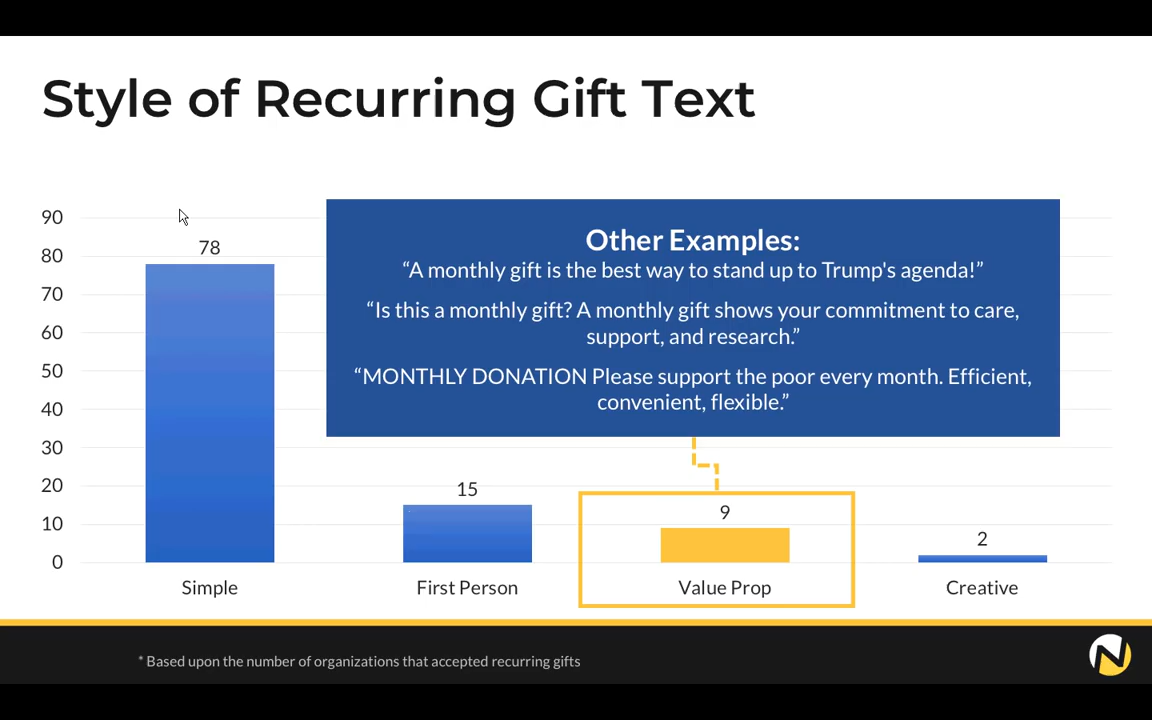 Style of Recurring Gift Text
90
80
70
60
50
40
30
20
10
0
78
15
9
2
Other Examples:
“A monthly gift is the best way to stand up to Trump's agenda!”
“Is this a monthly gift? A monthly gift shows your commitment to care,
support, and research.”
“MONTHLY DONATION Please support the poor every month. Efficient,
convenient, flexible.”
Simple
First Person
Value Prop
Creative
* Based upon the number of organizations that accepted recurring gifts
N